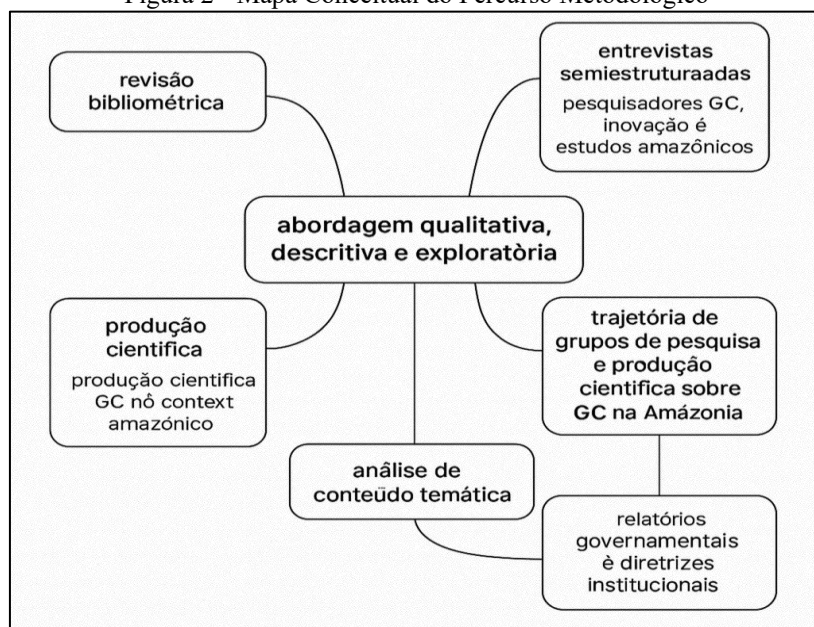 Figura 2 - Mapa Conceitual do Percurso Metodológico
revisão
bibliométrica
entrevistas
semiestruturaadas
pesquisadores GC,
inovação é
estudos amazônicos
abordagem qualitativa,
descritiva e exploratòria
produção
cientifica
produção cientifica
GC nô context
amazónico
trajetória de
grupos de pesquisa
e produção
cientifica sobre
GC na Amázonia
análise de
conteüdo temática
relatórios
governamentais
è diretrizes
institucionais